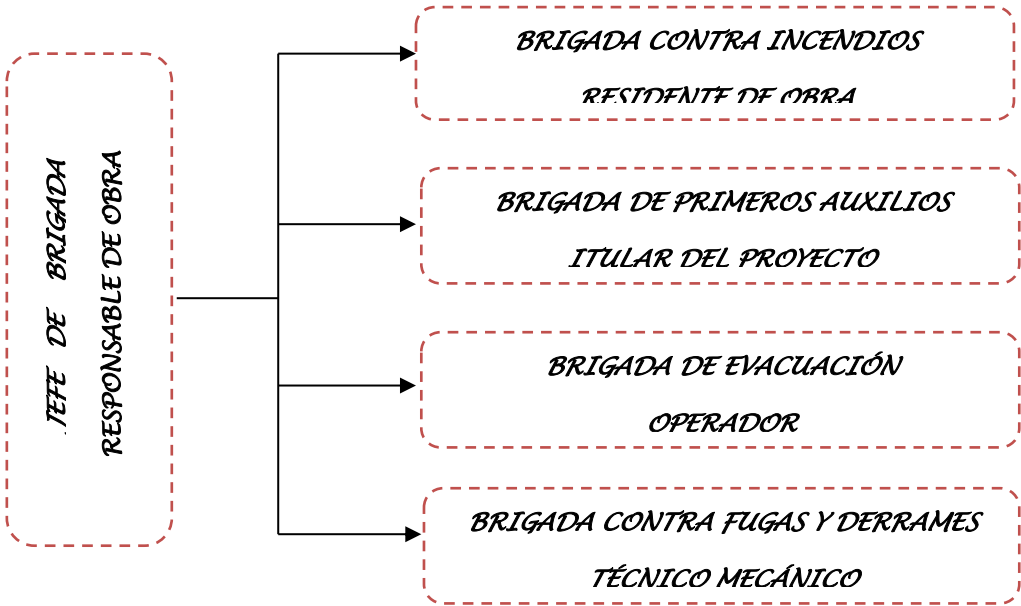 JEFE DE BRIGADA
RESPONSABLE DE OBRA
BRIGADA CONTRA INCENDIOS
RESIDENTE DE OBRA
BRIGADA DE PRIMEROS AUXILIOS
ITULAR DEL PROYECTO
BRIGADA DE EVACUACIÓN
OPERADOR
BRIGADA CONTRA FUGAS Y DERRAMES
TÉCNICO MECÁNICO